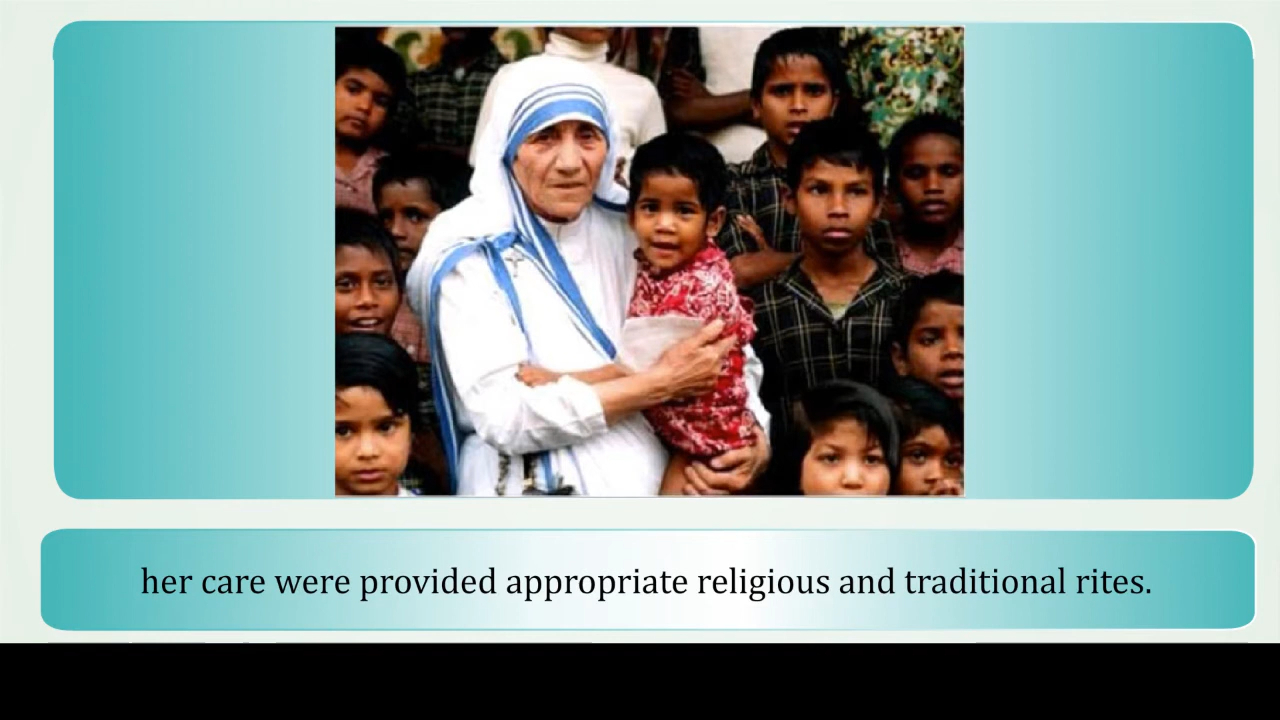 her care were provided appropriate religious and traditional rites.